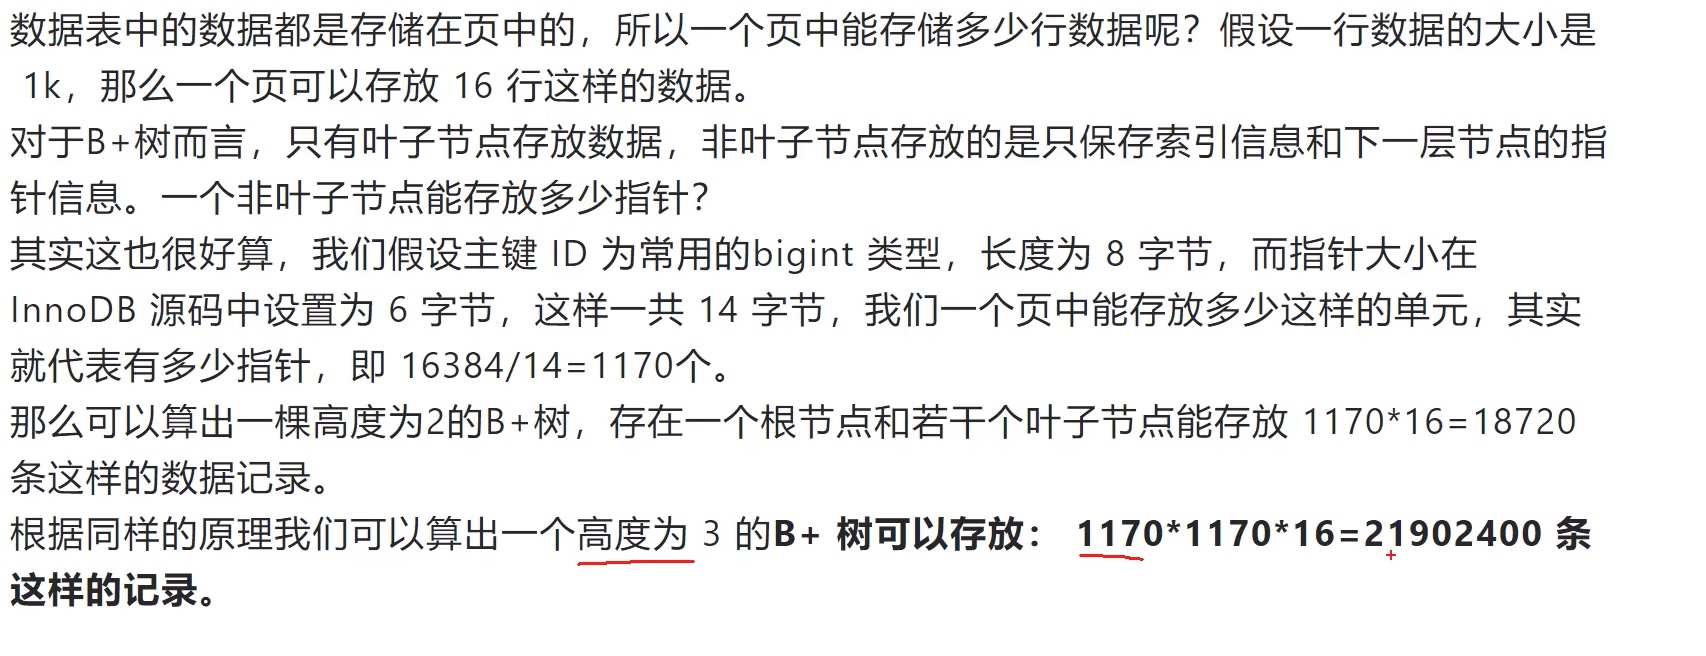 数据表中的数据都是存储在页中的，所以一个页中能存储多少行数据呢？假设一行数据的大小是
1k，那么一个页可以存放 16 行这样的数据。
对于B+树而言，只有叶子节点存放数据，非叶子节点存放的是只保存索引信息和下一层节点的指
针信息。一个非叶子节点能存放多少指针？
其实这也很好算，我们假设主键 ID 为常用的bigint 类型，长度为 8 字节，而指针大小在
InnoDB 源码中设置为 6 字节，这样一共 14 字节，我们一个页中能存放多少这样的单元，其实
就代表有多少指针，即 16384/14=1170个。
那么可以算出一棵高度为2的B+树，存在一个根节点和若干个叶子节点能存放 1170*16=18720
条这样的数据记录。
根据同样的原理我们可以算出一个高度为 3 的B+ 树可以存放： 1170*1170*16=21902400 条
这样的记录。